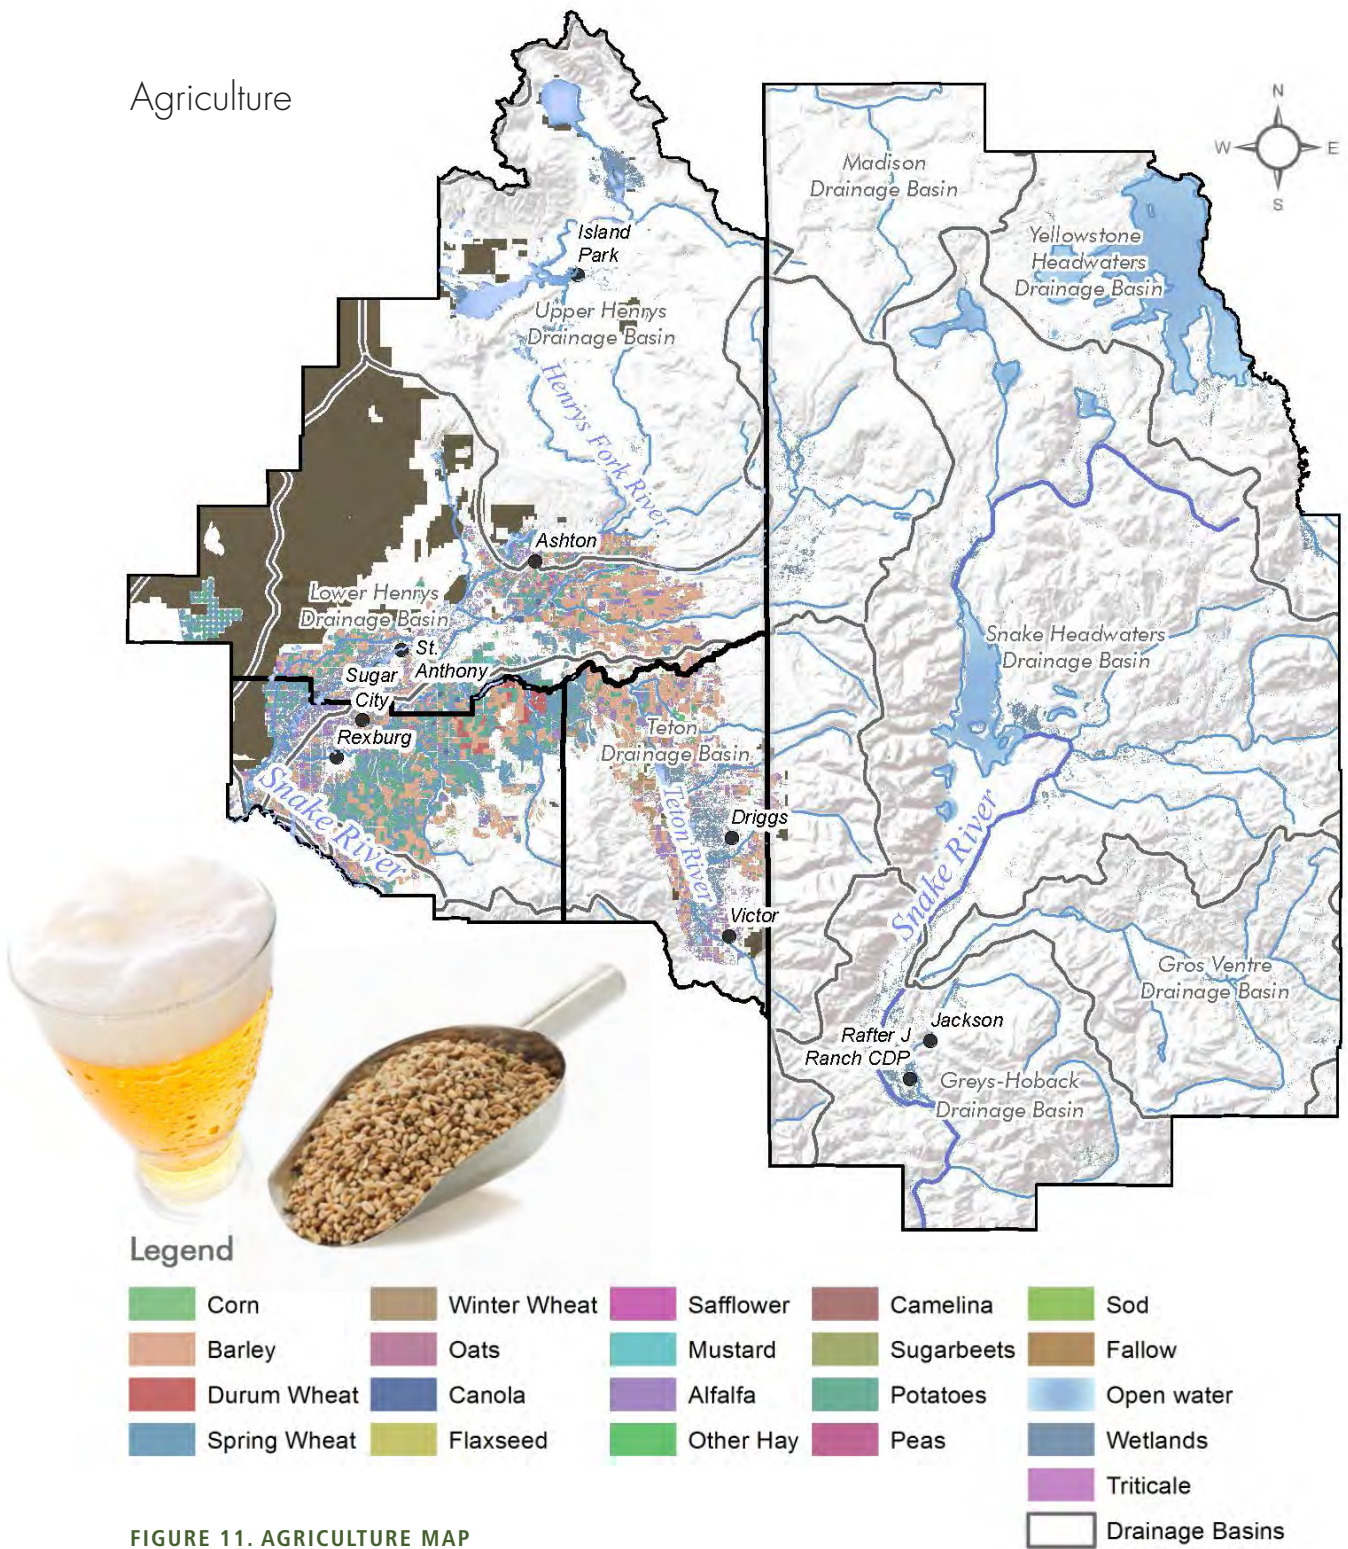 Agriculture
N
W
E
S
Madison
Drainage Basin
Yellowstone
Headwaters
Drainage Basin
Island
Park
Upper Henrys
Drainage Basin
Henrys Fork River
Ashton
Lower Henrys
Drainage Basin
St.
Anthony
Sugar
City
Rexburg
Snake River
Teton
Drainage Basin
Teton River
Driggs
Victor
Snake Headwaters
Drainage Basin
Snake River
Gros Ventre
Drainage Basin
Jackson
Rafter J
Ranch CDP
Greys-Hoback
Drainage Basin
Legend
Corn
Barley
Durum Wheat
Spring Wheat
Winter Wheat
Oats
Canola
Flaxseed
Safflower
Mustard
Alfalfa
Other Hay
Camelina
Sugarbeets
Potatoes
Peas
Sod
Fallow
Open water
Wetlands
Triticale
Drainage Basins
FIGURE 11. AGRICULTURE MAP